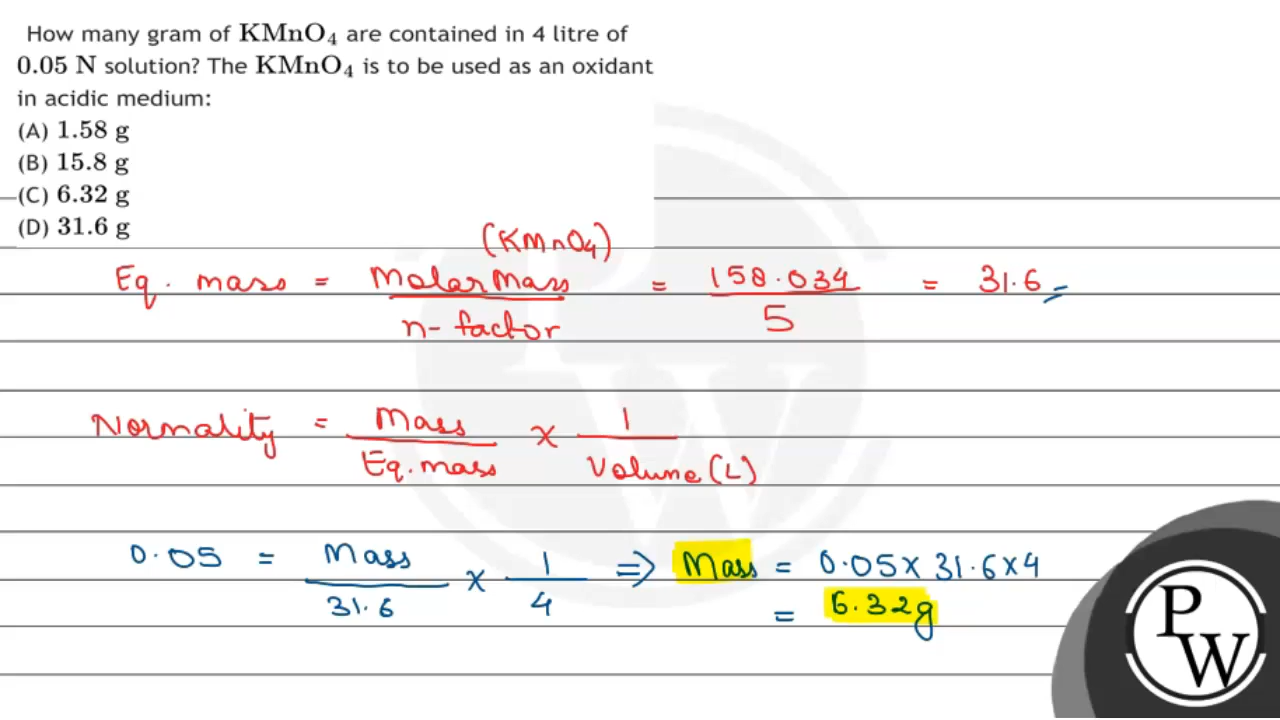 How many gram of KMnO₄ are contained in 4 litre of
0.05 N solution? The KMnO₄ is to be used as an oxidant
in acidic medium:
(A) 1.58 g
(B) 15.8 g
(C) 6.32 g
(D) 31.6 g
(KMnO₄)
Eq. mass = Molar Mass / n-factor = 158.034 / 5 = 31.6
Normality = Mass / Eq. mass × 1 / Volume (L)
0.05 = Mass / 31.6 × 1 / 4 ⇒ Mass = 0.05 × 31.6 × 4
= 6.32g
PW